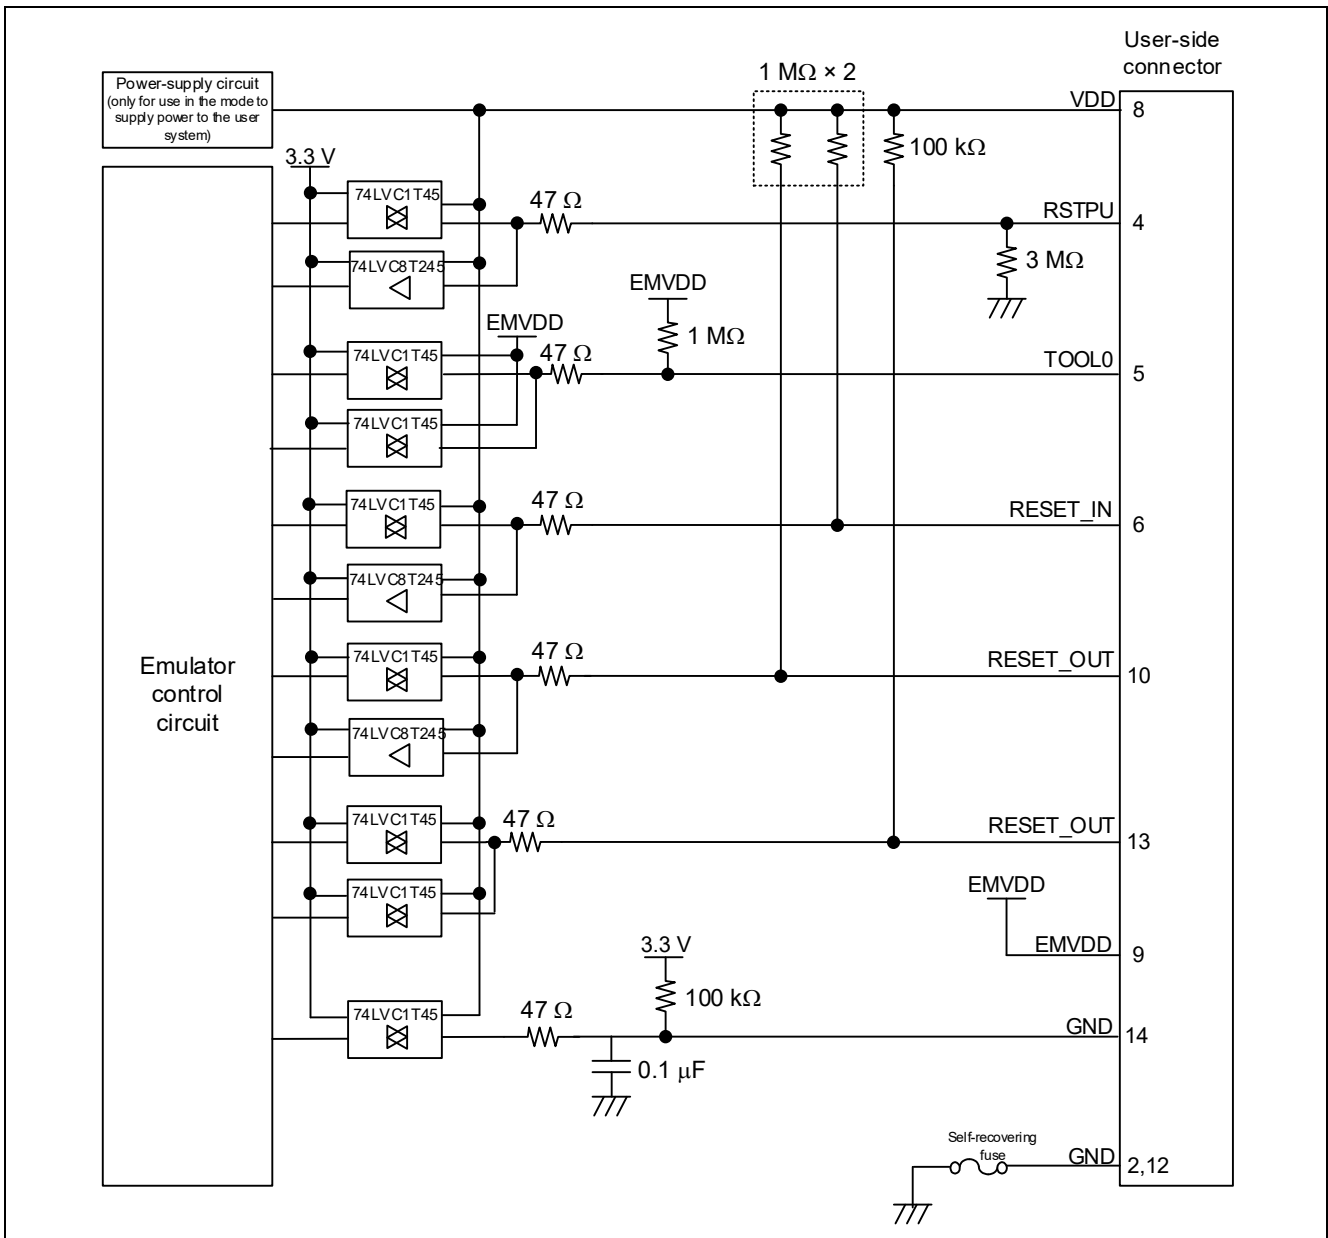 User-side
connector
Power-supply circuit
(only for use in the mode to
supply power to the user
system)
1 MΩ × 2
VDD
8
3.3 V
100 kΩ
74LVC1T45
47 Ω
RSTPU
4
74LVC8T245
3 MΩ
EMVDD
EMVDD
1 MΩ
74LVC1T45
47 Ω
TOOL0
5
74LVC1T45
74LVC1T45
47 Ω
RESET_IN
6
74LVC8T245
74LVC1T45
47 Ω
RESET_OUT
10
Emulator
control
circuit
74LVC8T245
74LVC1T45
47 Ω
RESET_OUT
13
74LVC1T45
EMVDD
3.3 V
EMVDD
9
100 kΩ
74LVC1T45
47 Ω
GND
14
0.1 μF
Self-recovering
fuse
GND
2,12